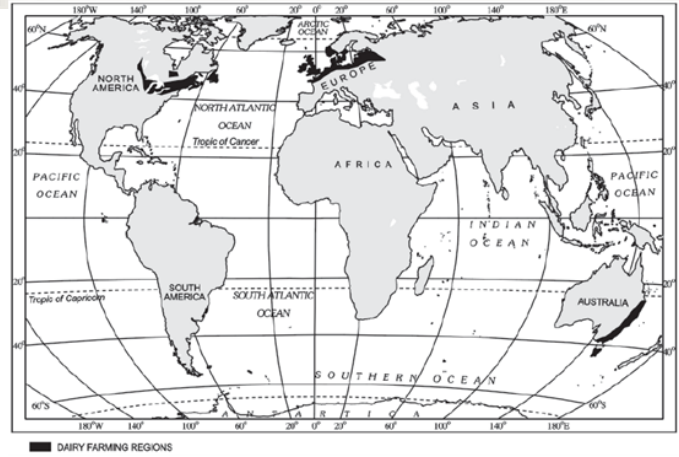 180°W 140° 100° 60° 20° 0° 20° 60° 100° 140° 180°E
ARCTIC
OCEAN
60°N
60°N
EUROPE
NORTH
AMERICA
ASIA
40°
40°
NORTH ATLANTIC
OCEAN
Tropic of Cancer
20°
20°
AFRICA
PACIFIC
OCEAN
PACIFIC
OCEAN
INDIAN
OCEAN
20°
20°
Tropic of Capricorn
SOUTH
AMERICA
SOUTH ATLANTIC
OCEAN
AUSTRALIA
40°
40°
SOUTHERN OCEAN
60°S
60°S
ANTARTICA
180°W 140° 100° 60° 20° 0° 20° 60° 100° 140° 180°E
DAIRY FARMING REGIONS